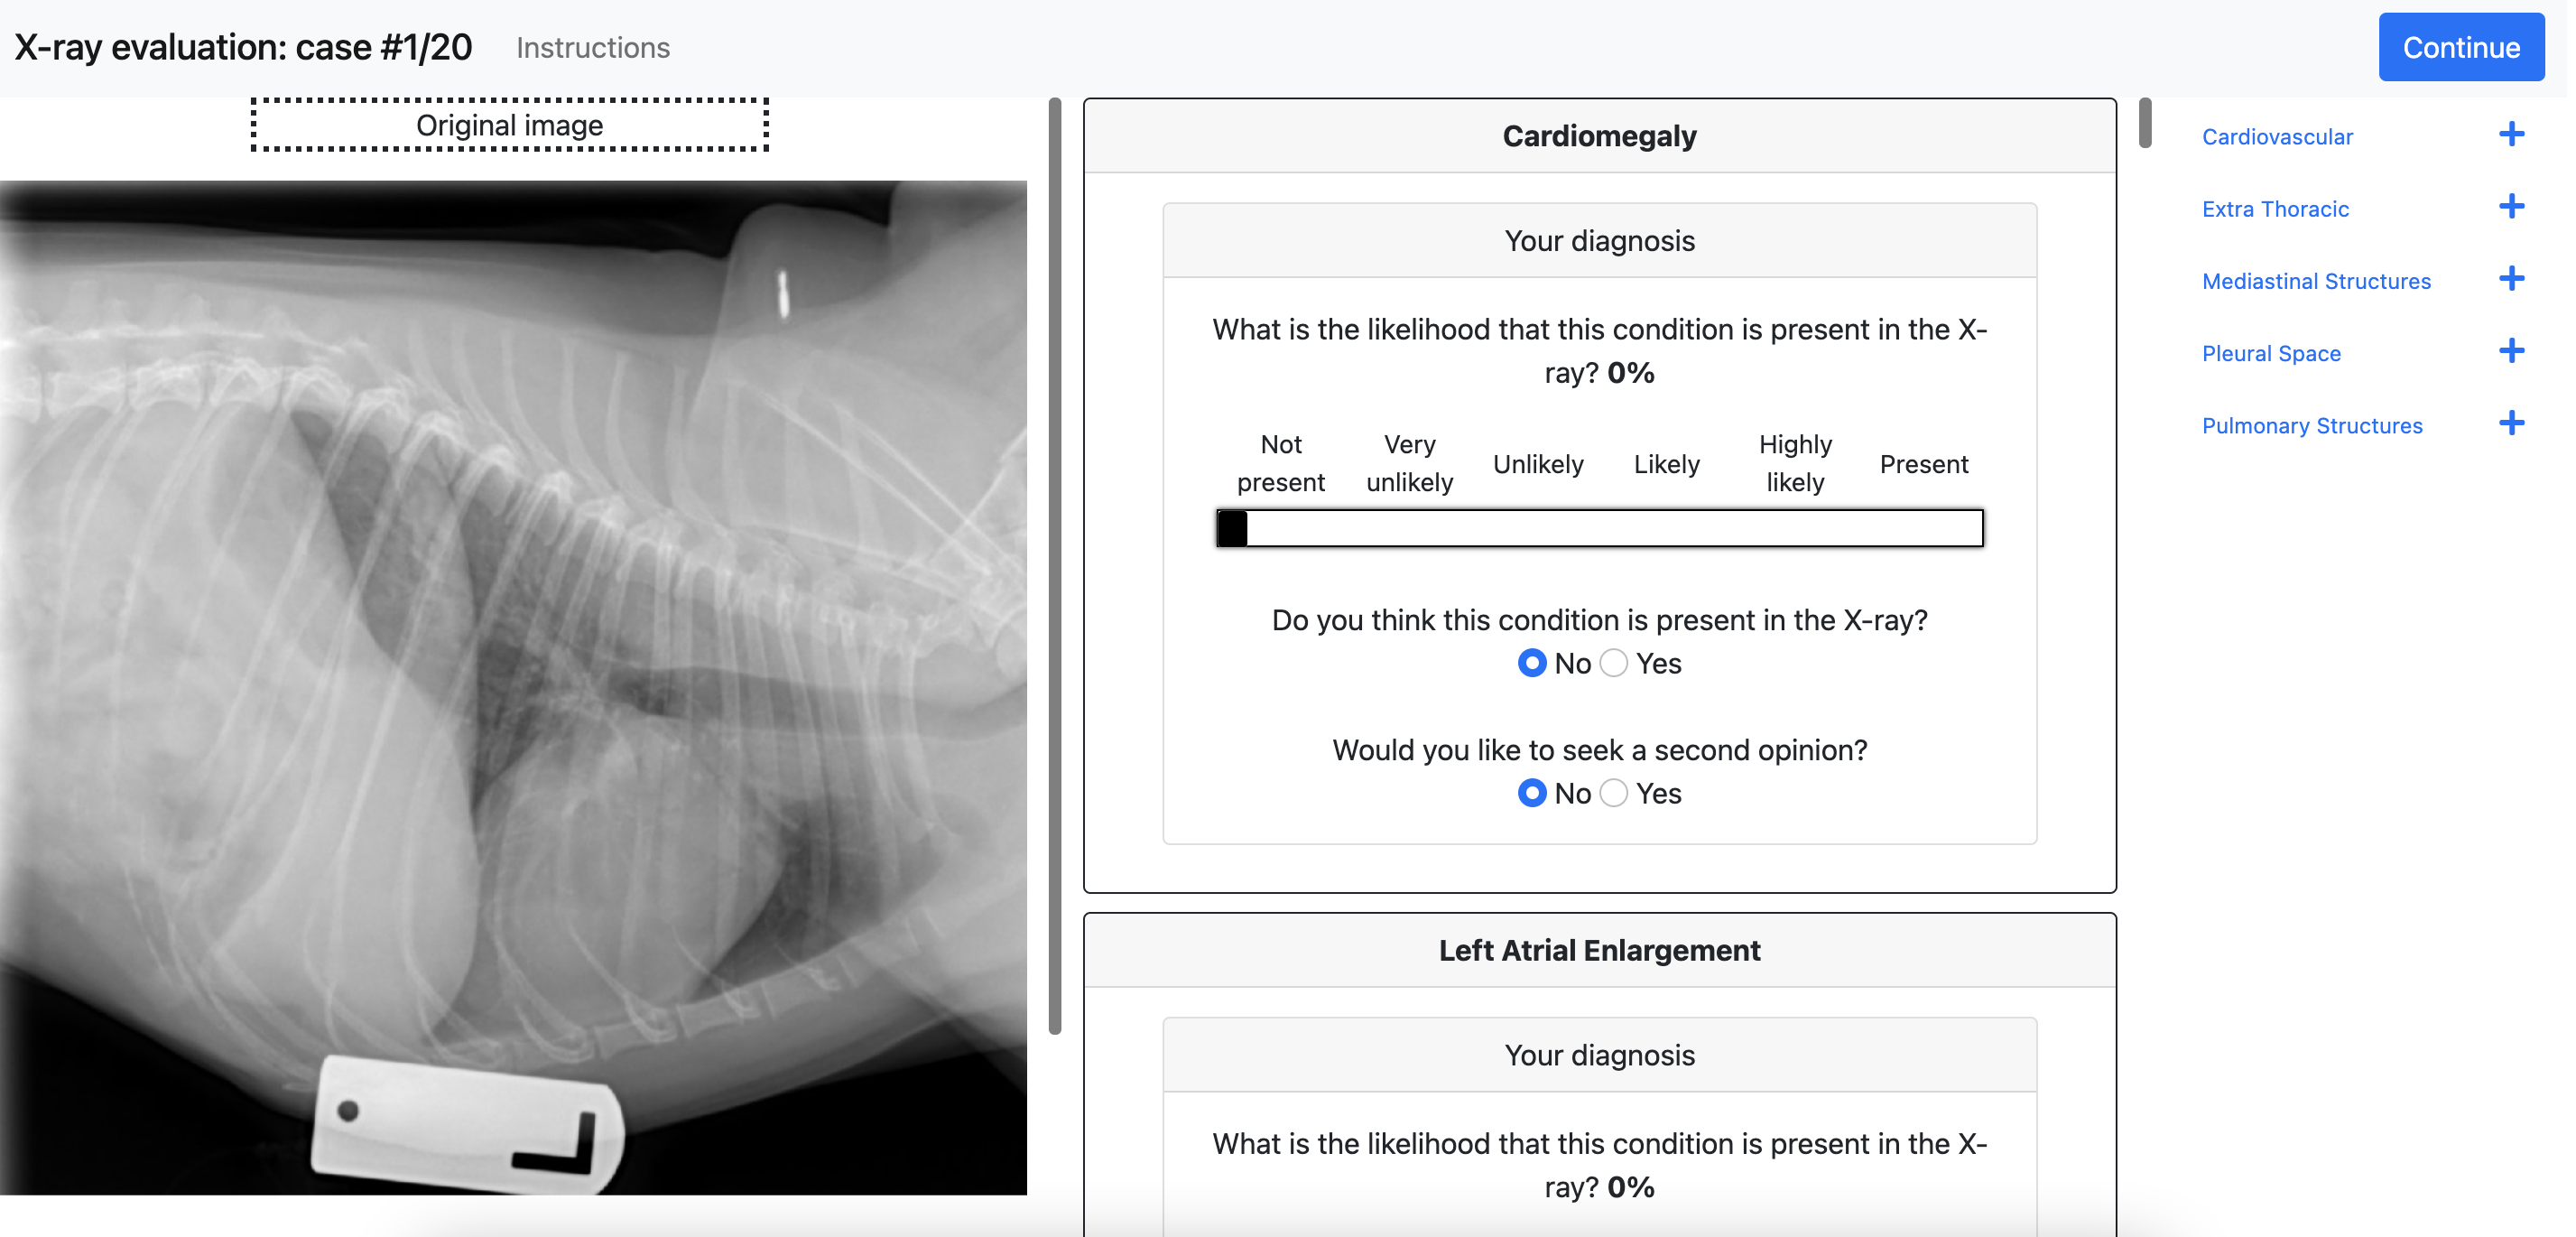 X-ray evaluation: case #1/20 Instructions Continue
Original image
L
Cardiomegaly
Your diagnosis
What is the likelihood that this condition is present in the X-
ray? 0%
Not present Very unlikely Unlikely Likely Highly likely Present
Do you think this condition is present in the X-ray?
No Yes
Would you like to seek a second opinion?
No Yes
Left Atrial Enlargement
Your diagnosis
What is the likelihood that this condition is present in the X-
ray? 0%
Cardiovascular +
Extra Thoracic +
Mediastinal Structures +
Pleural Space +
Pulmonary Structures +